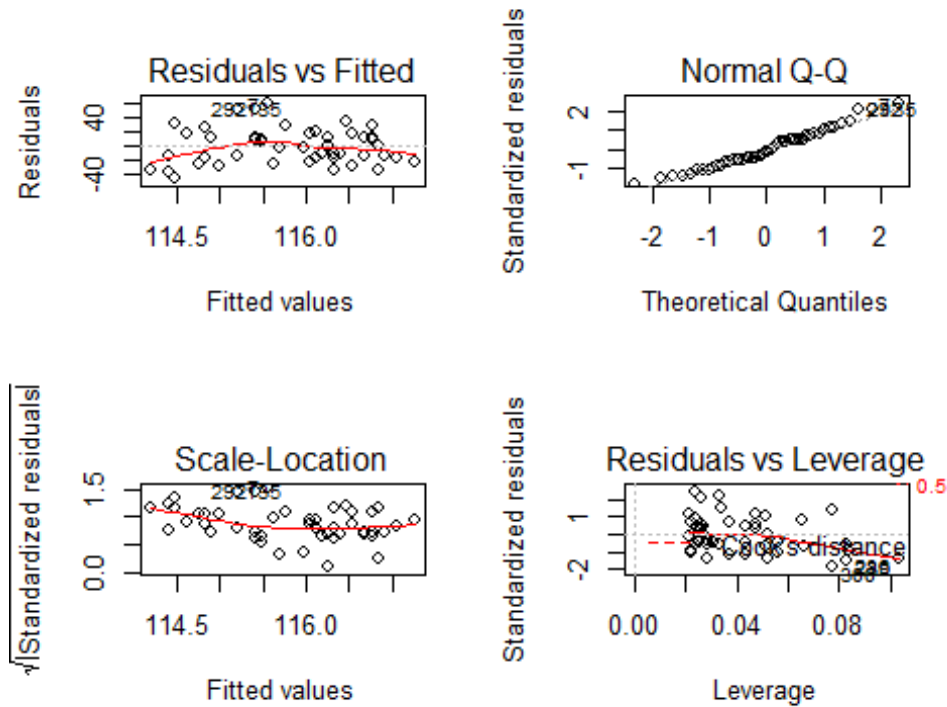 Residuals vs Fitted
Residuals
40
-40
114.5 116.0
Fitted values
Normal Q-Q
Standardized residuals
2
-1
-2 -1 0 1 2
Theoretical Quantiles
Scale-Location
√|Standardized residuals|
1.5
0.0
114.5 116.0
Fitted values
Residuals vs Leverage
Standardized residuals
1
-2
0.5
Cook's distance
0.00 0.04 0.08
Leverage